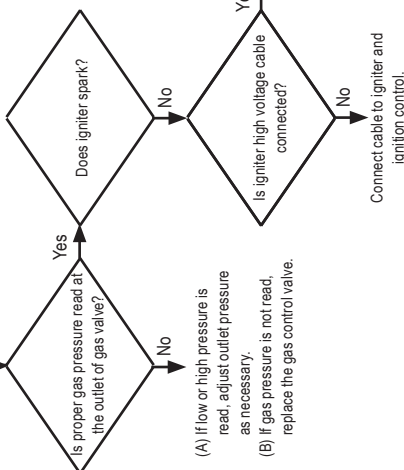 Is proper gas pressure read at
the outlet of gas valve?
Yes
No
(A) If low or high pressure is
read, adjust outlet pressure
as necessary.
(B) If gas pressure is not read,
replace the gas control valve.
Does igniter spark?
No
Is igniter high voltage cable
connected?
No
Connect cable to igniter and
ignition control.